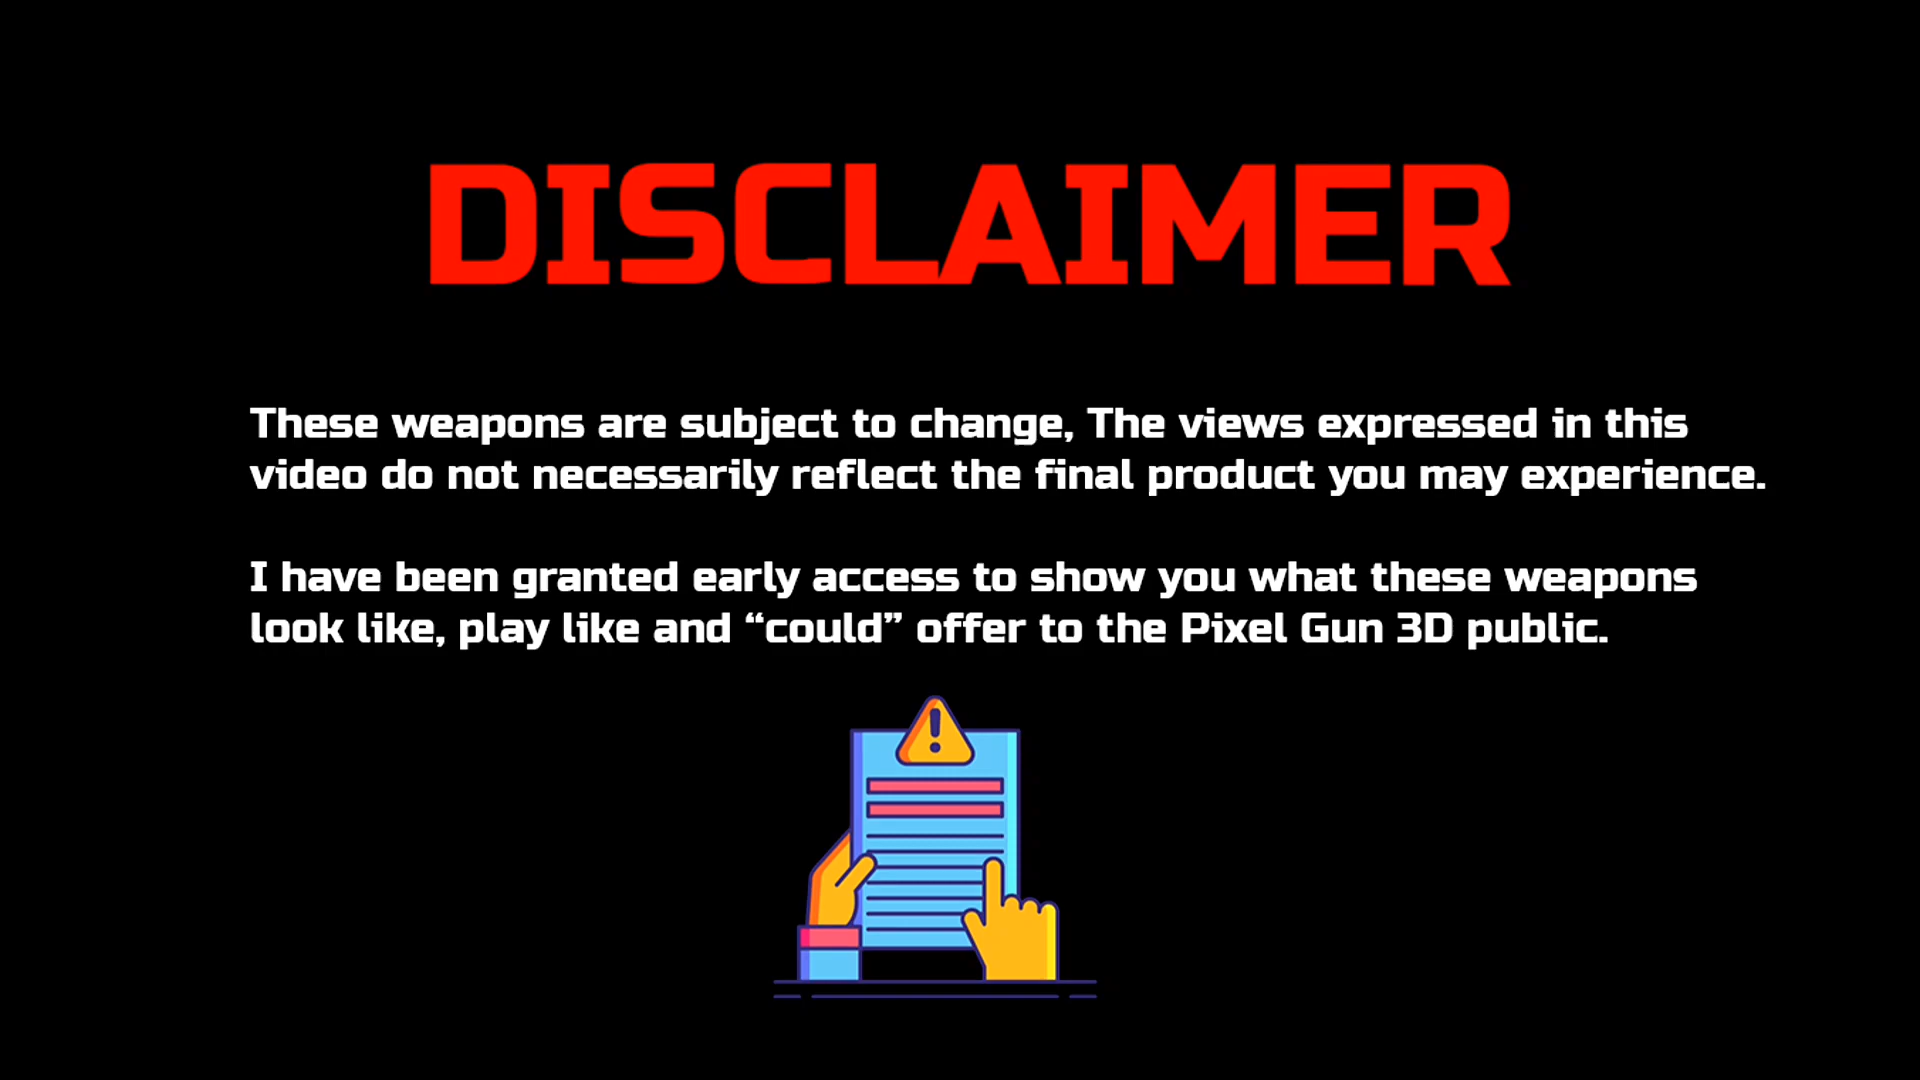 DISCLAIMER
These weapons are subject to change, The views expressed in this
video do not necessarily reflect the final product you may experience.
I have been granted early access to show you what these weapons
look like, play like and “could” offer to the Pixel Gun 3D public.